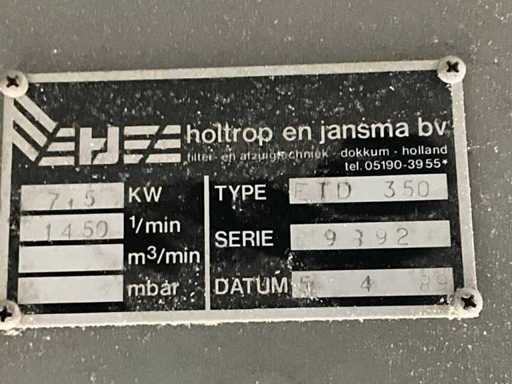 holtrop en jansma bv
filter - en afzuigtechniek - dokkum - holland
tel. 05190-3955*
7,5 KW
1450 1/min
m3/min
mbar
TYPE ETD 350
SERIE 9392
DATUM 5 4 89